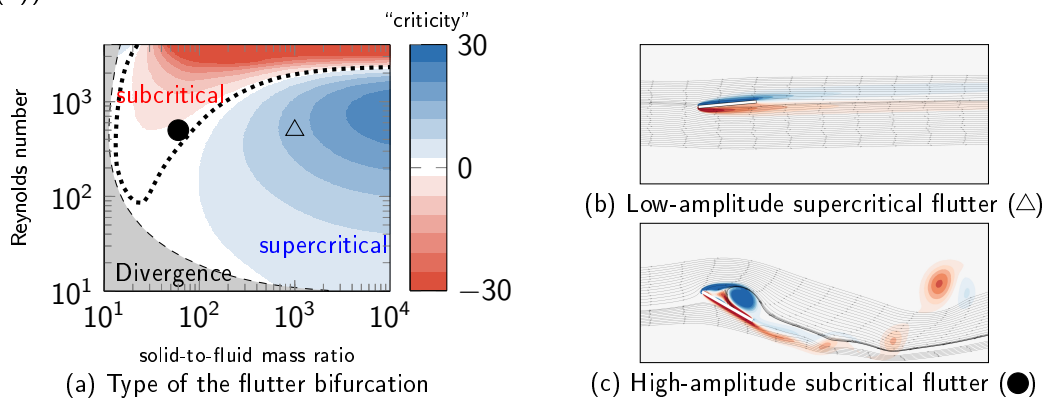 "criticity"
30
0
−30
Reynolds number
10³
10²
10¹
subcritical
supercritical
Divergence
10¹ 10² 10³ 10⁴
solid-to-fluid mass ratio
(a) Type of the flutter bifurcation
(b) Low-amplitude supercritical flutter (△)
(c) High-amplitude subcritical flutter (●)